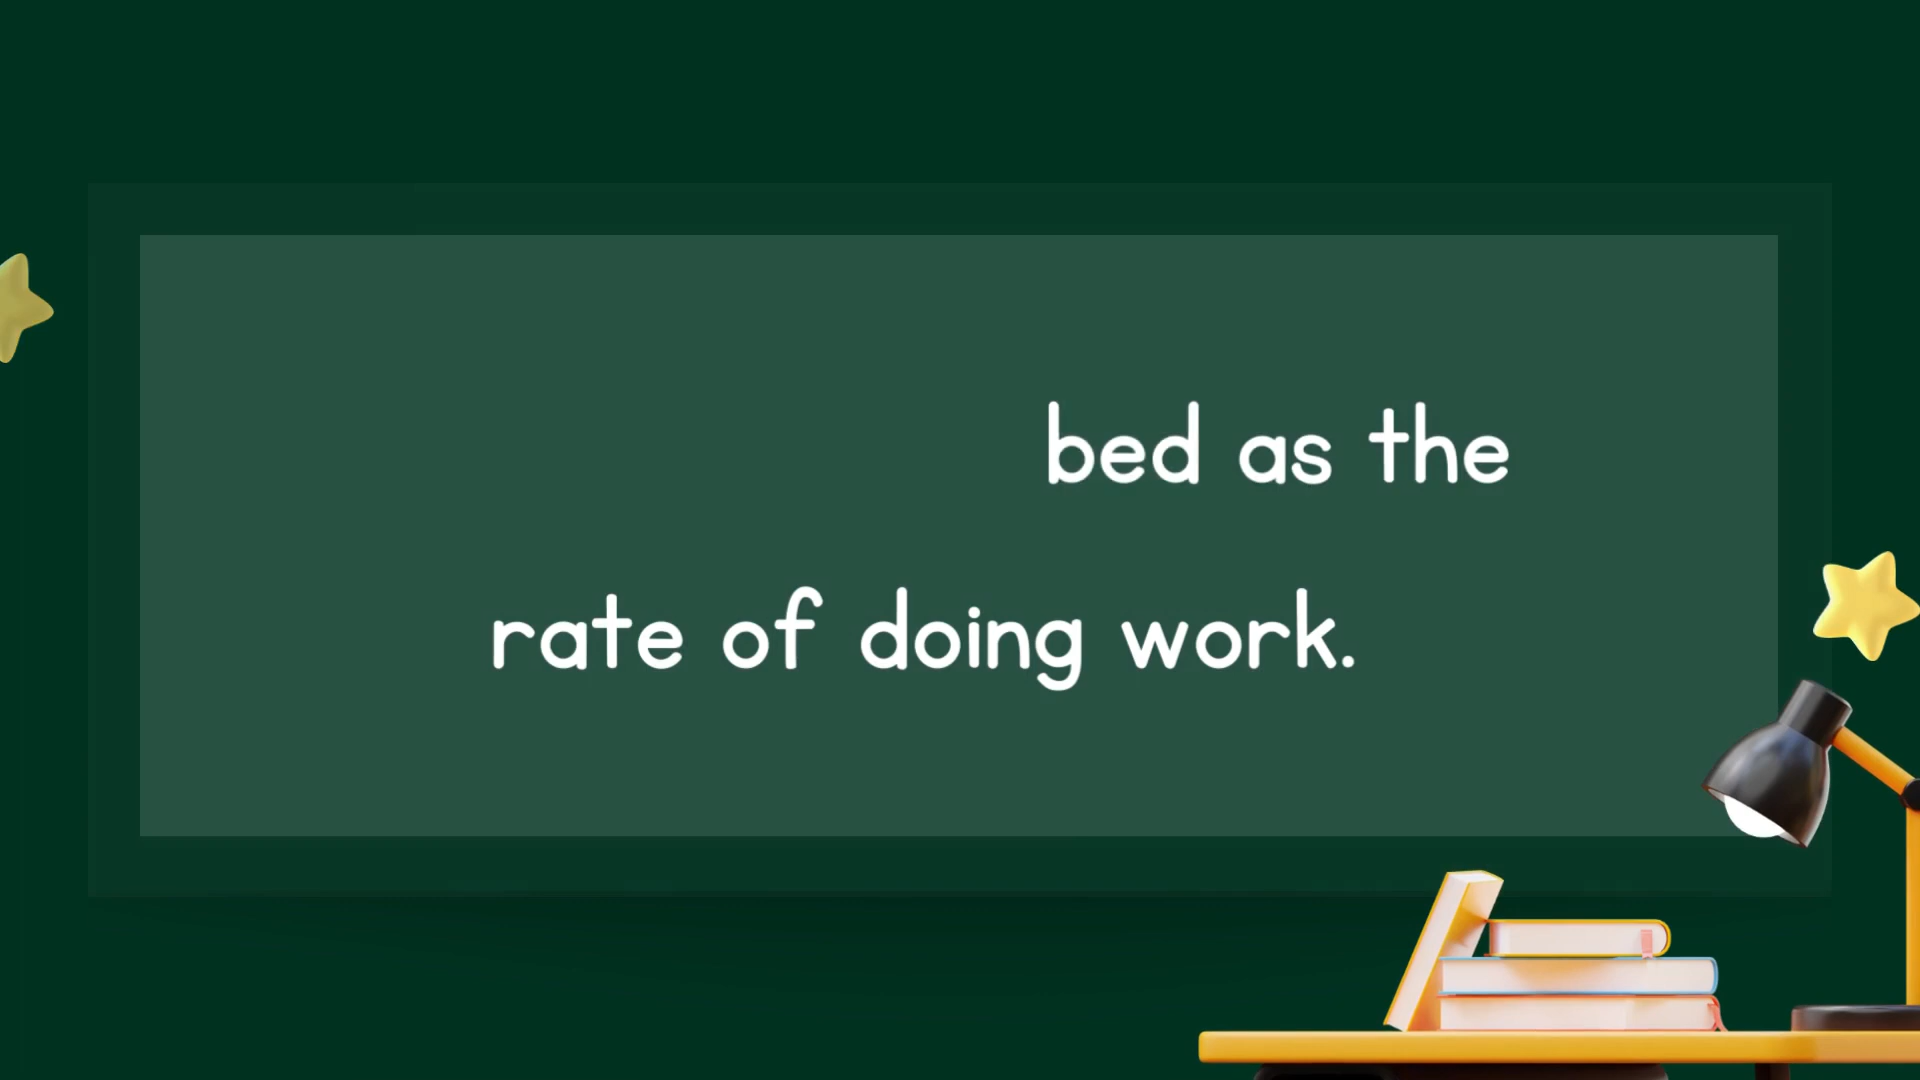 bed as the
rate of doing work.